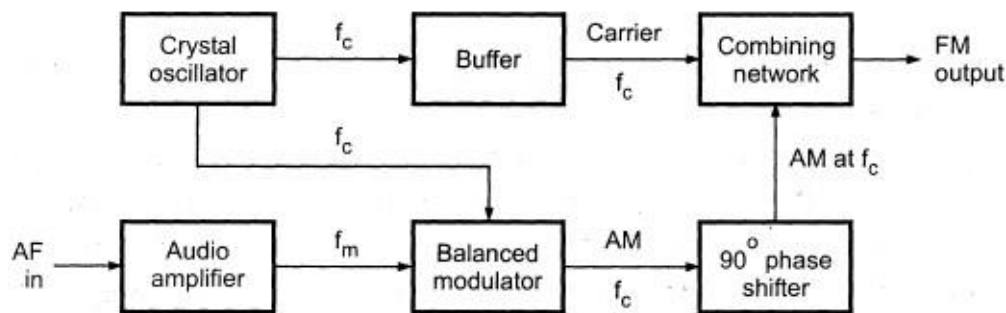 Crystal
oscillator
f_c
Buffer
Carrier
f_c
Combining
network
FM
output
f_c
AM at f_c
AF
in
Audio
amplifier
f_m
Balanced
modulator
AM
f_c
90° phase
shifter